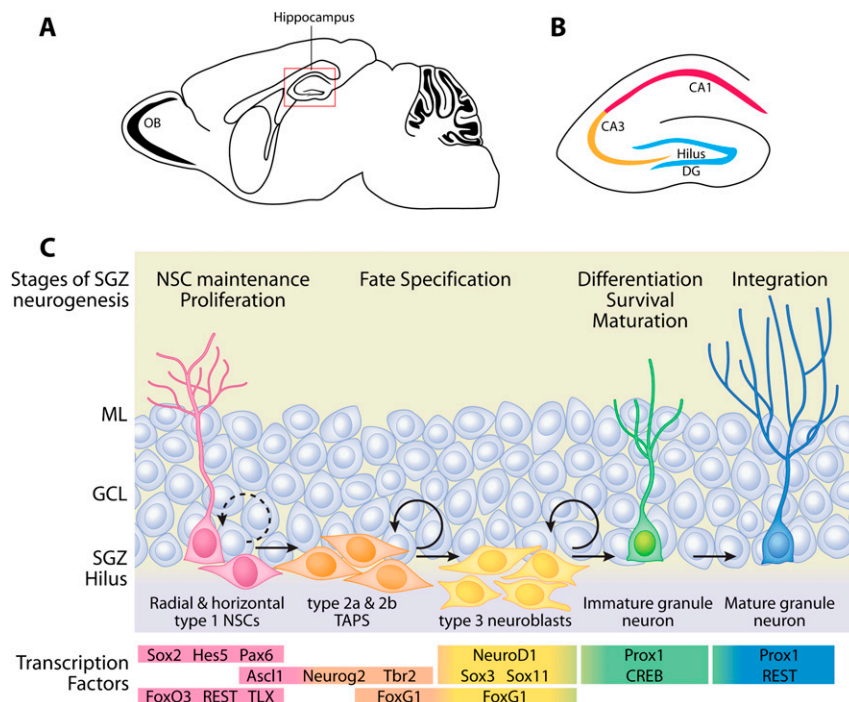 A
Hippocampus
OB
B
CA1
CA3
Hilus
DG
C
Stages of SGZ
neurogenesis
NSC maintenance
Proliferation
Fate Specification
Differentiation
Survival
Maturation
Integration
ML
GCL
SGZ
Hilus
Radial & horizontal
type 1 NSCs
type 2a & 2b
TAPS
type 3 neuroblasts
Immature granule
neuron
Mature granule
neuron
Transcription
Factors
Sox2 Hes5 Pax6
Ascl1 Neurog2 Tbr2
FoxO3 REST TLX
FoxG1
NeuroD1
Sox3 Sox11
FoxG1
Prox1
CREB
Prox1
REST